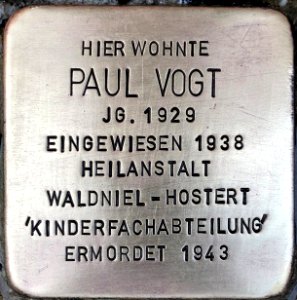 HIER WOHNTE
PAUL VOGT
JG. 1929
EINGEWIESEN 1938
HEILANSTALT
WALDNIEL-HOSTERT
'KINDERFACHABTEILUNG'
ERMORDET 1943